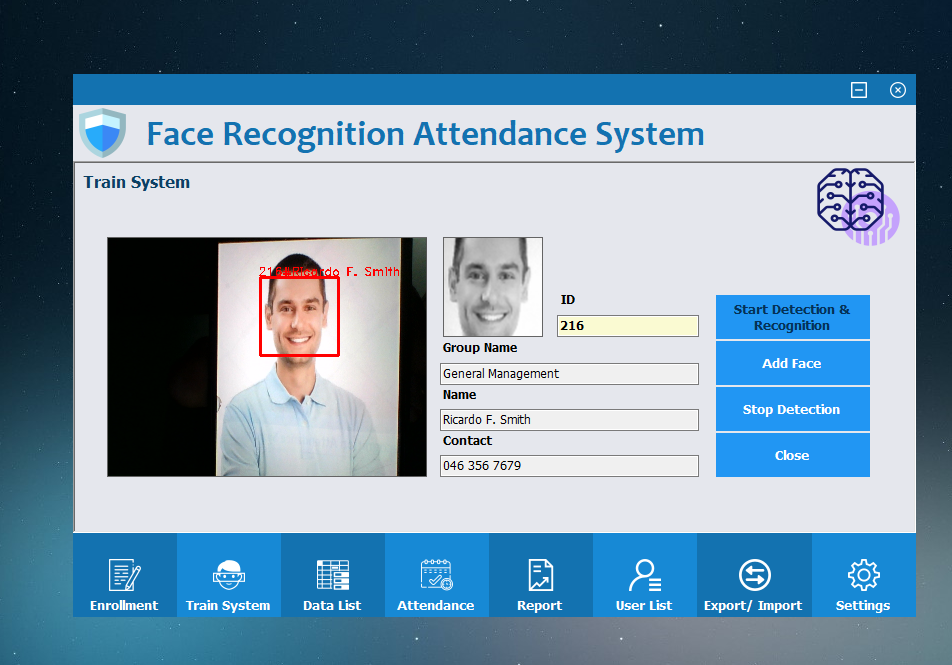 Face Recognition Attendance System
Train System
Ricardo F. Smith
ID
216
Group Name
General Management
Name
Ricardo F. Smith
Contact
046 356 7679
Start Detection &
Recognition
Add Face
Stop Detection
Close
Enrollment
Train System
Data List
Attendance
Report
User List
Export/ Import
Settings